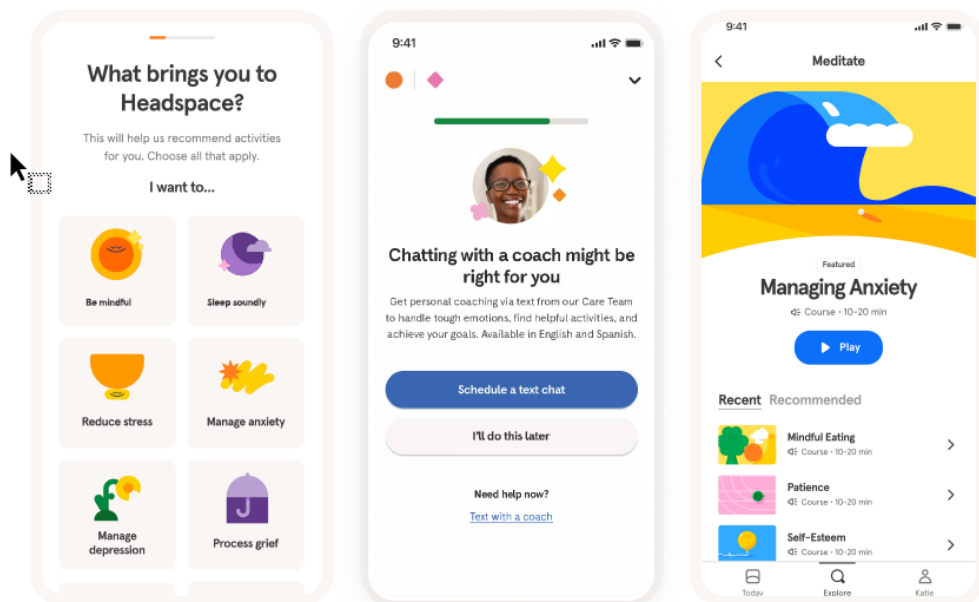 What brings you to
Headspace?
This will help us recommend activities
for you. Choose all that apply.
I want to...
Be mindful
Sleep soundly
Reduce stress
Manage anxiety
Manage
depression
Process grief
J
9:41
Chatting with a coach might be
right for you
Get personal coaching via text from our Care Team
to handle tough emotions, find helpful activities, and
achieve your goals. Available in English and Spanish.
Schedule a text chat
I'll do this later
Need help now?
Text with a coach
9:41
Meditate
Featured
Managing Anxiety
Course • 10-20 min
Play
Recent Recommended
Mindful Eating
Course • 10-20 min
Patience
Course • 10-20 min
Self-Esteem
Course • 10-20 min
Today Explore Katie